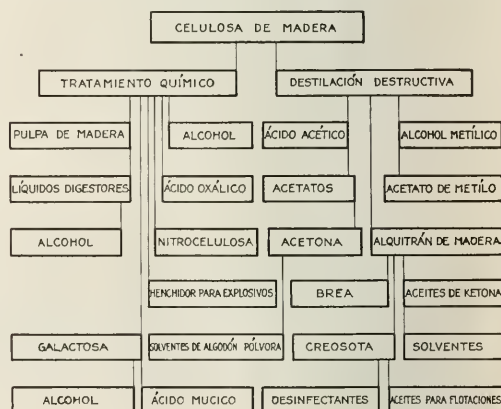 CELULOSA DE MADERA
TRATAMIENTO QUÍMICO
DESTILACIÓN DESTRUCTIVA
PULPA DE MADERA
ALCOHOL
ÁCIDO ACÉTICO
ALCOHOL METÍLICO
LÍQUIDOS DIGESTORES
ÁCIDO OXÁLICO
ACETATOS
ACETATO DE METÍLO
ALCOHOL
NITROCELULOSA
ACETONA
ALQUITRÁN DE MADERA
HENCHIDOR PARA EXPLOSIVOS
BREA
ACEITES DE KETONA
GALACTOSA
SOLVENTES DE ALGODÓN PÓLVORA
CREOSOTA
SOLVENTES
ALCOHOL
ÁCIDO MUCICO
DESINFECTANTES
ACEITES PARA FLOTACIONES